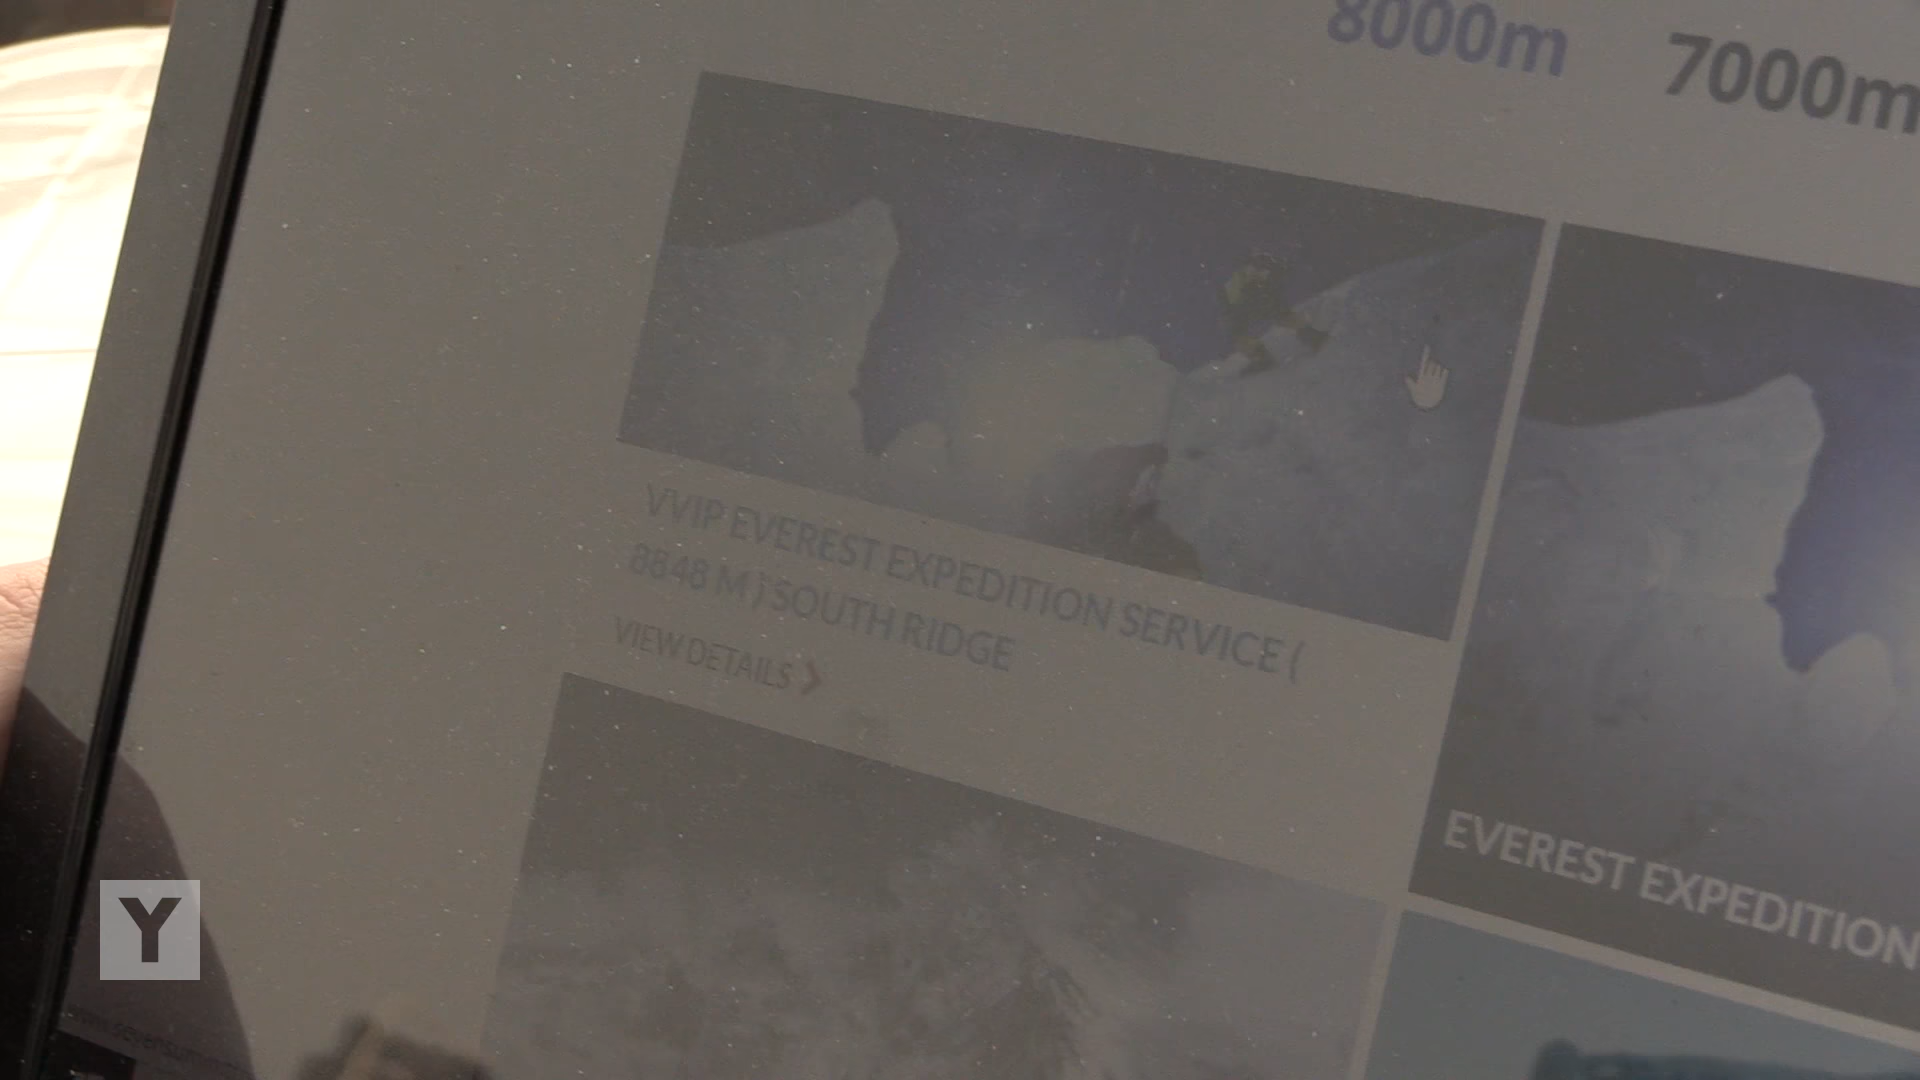 8000m 7000m
VVIP EVEREST EXPEDITION SERVICE (
8848 M ) SOUTH RIDGE
VIEW DETAILS
EVEREST EXPEDITION
Y